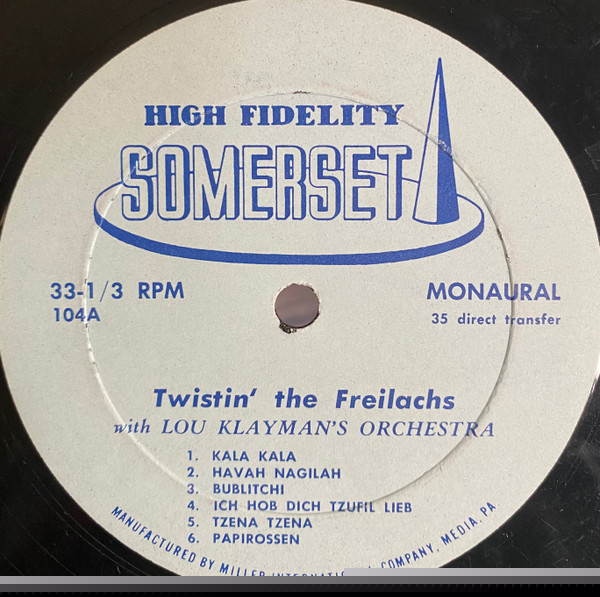 HIGH FIDELITY
SOMERSET
33-1/3 RPM
MONAURAL
104A
35 direct transfer
Twistin' the Freilachs
with LOU KLAYMAN'S ORCHESTRA
1. KALA KALA
2. HAVAH NAGILAH
3. BUBLITCHI
4. ICH HOB DICH TZUFIL LIEB
5. TZENA TZENA
6. PAPIROSSEN
MANUFACTURED BY MILLER COMPANY, MEDIA, PA